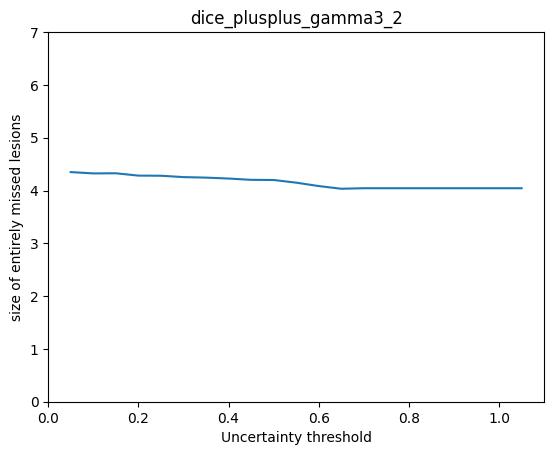 dice_plusplus_gamma3_2
size of entirely missed lesions
7
6
5
4
3
2
1
0
0.0 0.2 0.4 0.6 0.8 1.0
Uncertainty threshold